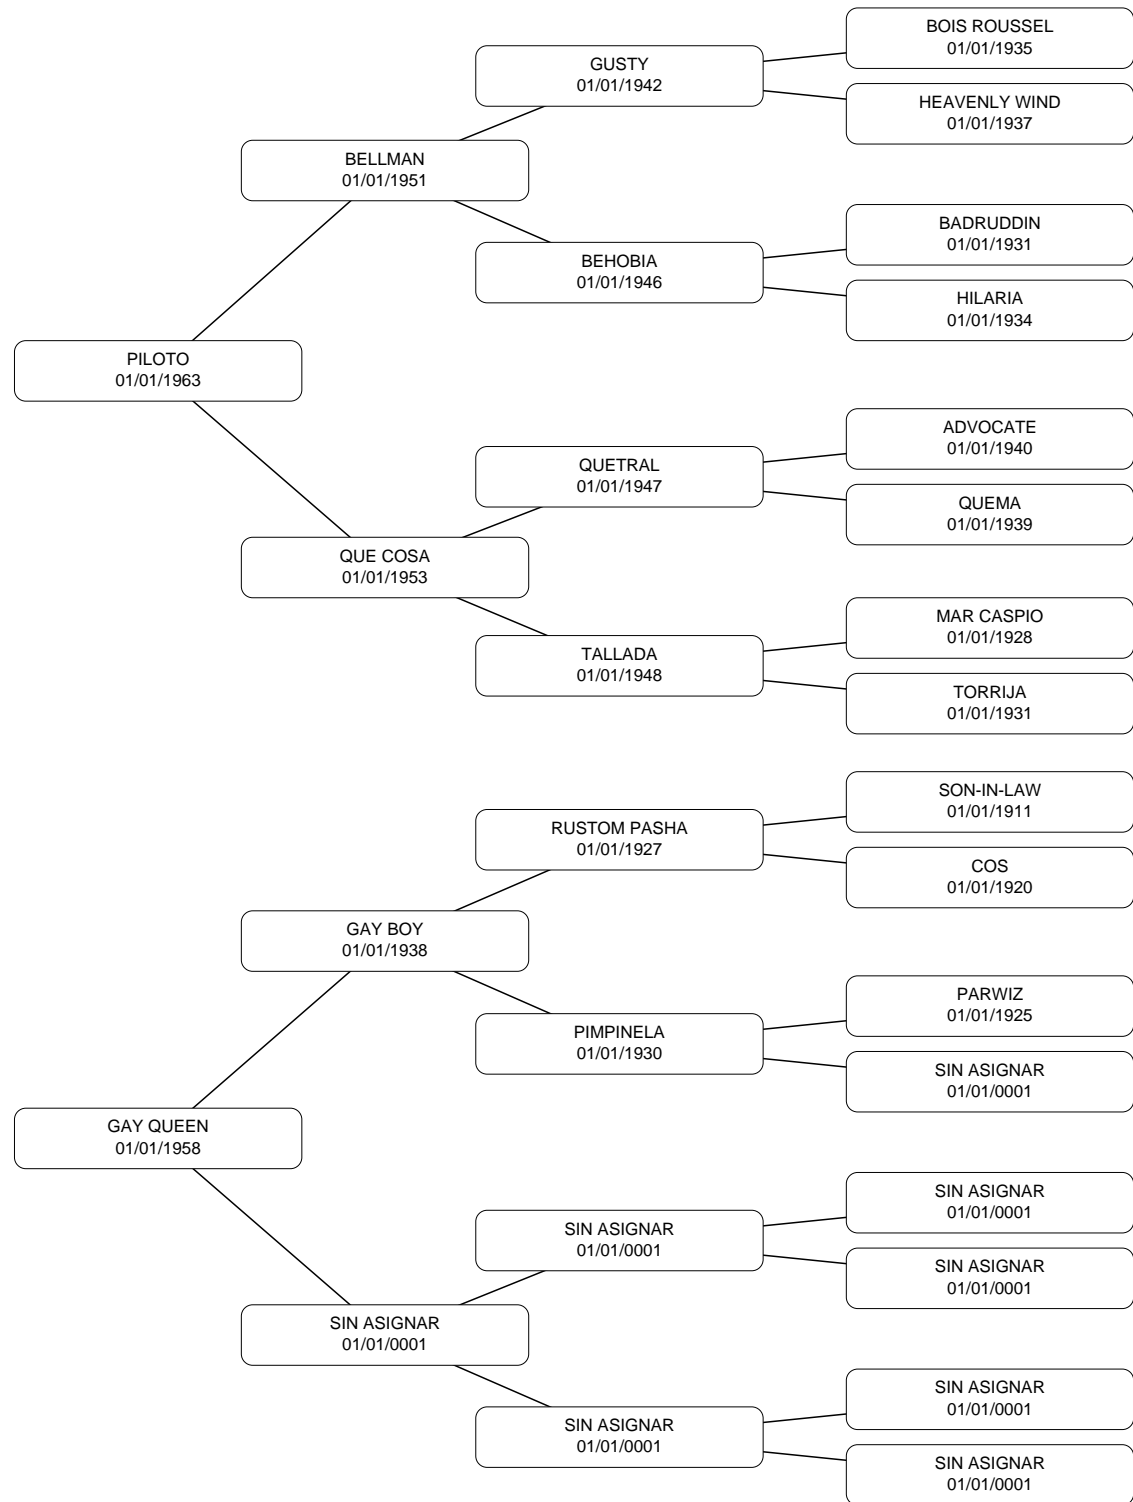 BOIS ROUSSEL
01/01/1935
GUSTY
01/01/1942
HEAVENLY WIND
01/01/1937
BELLMAN
01/01/1951
BADRUDDIN
01/01/1931
BEHOBIA
01/01/1946
HILARIA
01/01/1934
PILOTO
01/01/1963
ADVOCATE
01/01/1940
QUETRAL
01/01/1947
QUEMA
01/01/1939
QUE COSA
01/01/1953
MAR CASPIO
01/01/1928
TALLADA
01/01/1948
TORRIJA
01/01/1931
SON-IN-LAW
01/01/1911
RUSTOM PASHA
01/01/1927
COS
01/01/1920
GAY BOY
01/01/1938
PARWIZ
01/01/1925
PIMPINELA
01/01/1930
SIN ASIGNAR
01/01/0001
GAY QUEEN
01/01/1958
SIN ASIGNAR
01/01/0001
SIN ASIGNAR
01/01/0001
SIN ASIGNAR
01/01/0001
SIN ASIGNAR
01/01/0001
SIN ASIGNAR
01/01/0001
SIN ASIGNAR
01/01/0001
SIN ASIGNAR
01/01/0001